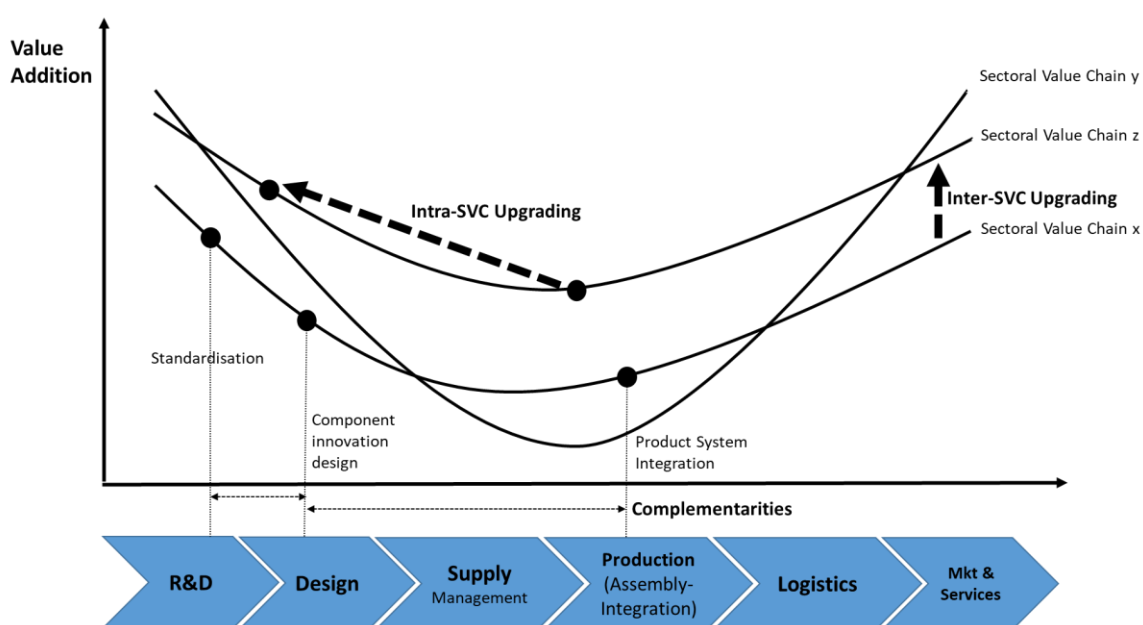 Value
Addition
Sectoral Value Chain y
Sectoral Value Chain z
Intra-SVC Upgrading
Inter-SVC Upgrading
Sectoral Value Chain x
Standardisation
Component
innovation
design
Product System
Integration
Complementarities
R&D
Design
Supply
Management
Production
(Assembly-
Integration)
Logistics
Mkt &
Services